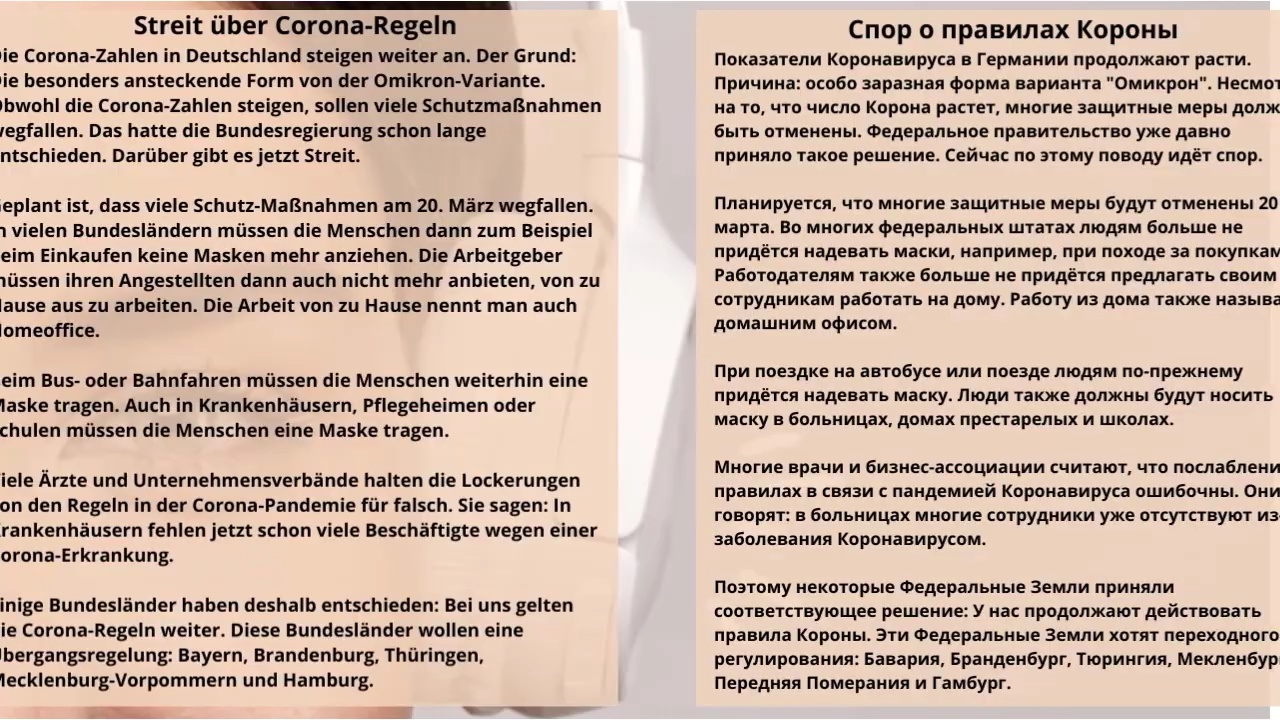 Streit über Corona-Regeln
ie Corona-Zahlen in Deutschland steigen weiter an. Der Grund:
ie besonders ansteckende Form von der Omikron-Variante.
bwohl die Corona-Zahlen steigen, sollen viele Schutzmaßnahmen
egfallen. Das hatte die Bundesregierung schon lange
ntschieden. Darüber gibt es jetzt Streit.
eplant ist, dass viele Schutz-Maßnahmen am 20. März wegfallen.
n vielen Bundesländern müssen die Menschen dann zum Beispiel
eim Einkaufen keine Masken mehr anziehen. Die Arbeitgeber
üssen ihren Angestellten dann auch nicht mehr anbieten, von zu
ause aus zu arbeiten. Die Arbeit von zu Hause nennt man auch
omeoffice.
eim Bus- oder Bahnfahren müssen die Menschen weiterhin eine
aske tragen. Auch in Krankenhäusern, Pflegeheimen oder
chulen müssen die Menschen eine Maske tragen.
iele Ärzte und Unternehmensverbände halten die Lockerungen
on den Regeln in der Corona-Pandemie für falsch. Sie sagen: In
rankenhäusern fehlen jetzt schon viele Beschäftigte wegen einer
orona-Erkrankung.
inige Bundesländer haben deshalb entschieden: Bei uns gelten
ie Corona-Regeln weiter. Diese Bundesländer wollen eine
bergangsregelung: Bayern, Brandenburg, Thüringen,
ecklenburg-Vorpommern und Hamburg.
Спор о правилах Короны
Показатели Коронавируса в Германии продолжают расти.
Причина: особо заразная форма варианта "Омикрон". Несмот
на то, что число Корона растет, многие защитные меры долж
быть отменены. Федеральное правительство уже давно
приняло такое решение. Сейчас по этому поводу идёт спор.
Планируется, что многие защитные меры будут отменены 20
марта. Во многих федеральных штатах людям больше не
придётся надевать маски, например, при походе за покупкам
Работодателям также больше не придётся предлагать своим
сотрудникам работать на дому. Работу из дома также называ
домашним офисом.
При поездке на автобусе или поезде людям по-прежнему
придётся надевать маску. Люди также должны будут носить
маску в больницах, домах престарелых и школах.
Многие врачи и бизнес-ассоциации считают, что послаблени
правилах в связи с пандемией Коронавируса ошибочны. Они
говорят: в больницах многие сотрудники уже отсутствуют из-
заболевания Коронавирусом.
Поэтому некоторые Федеральные Земли приняли
соответствующее решение: У нас продолжают действовать
правила Короны. Эти Федеральные Земли хотят переходного
регулирования: Бавария, Бранденбург, Тюрингия, Мекленбур
Передняя Померания и Гамбург.